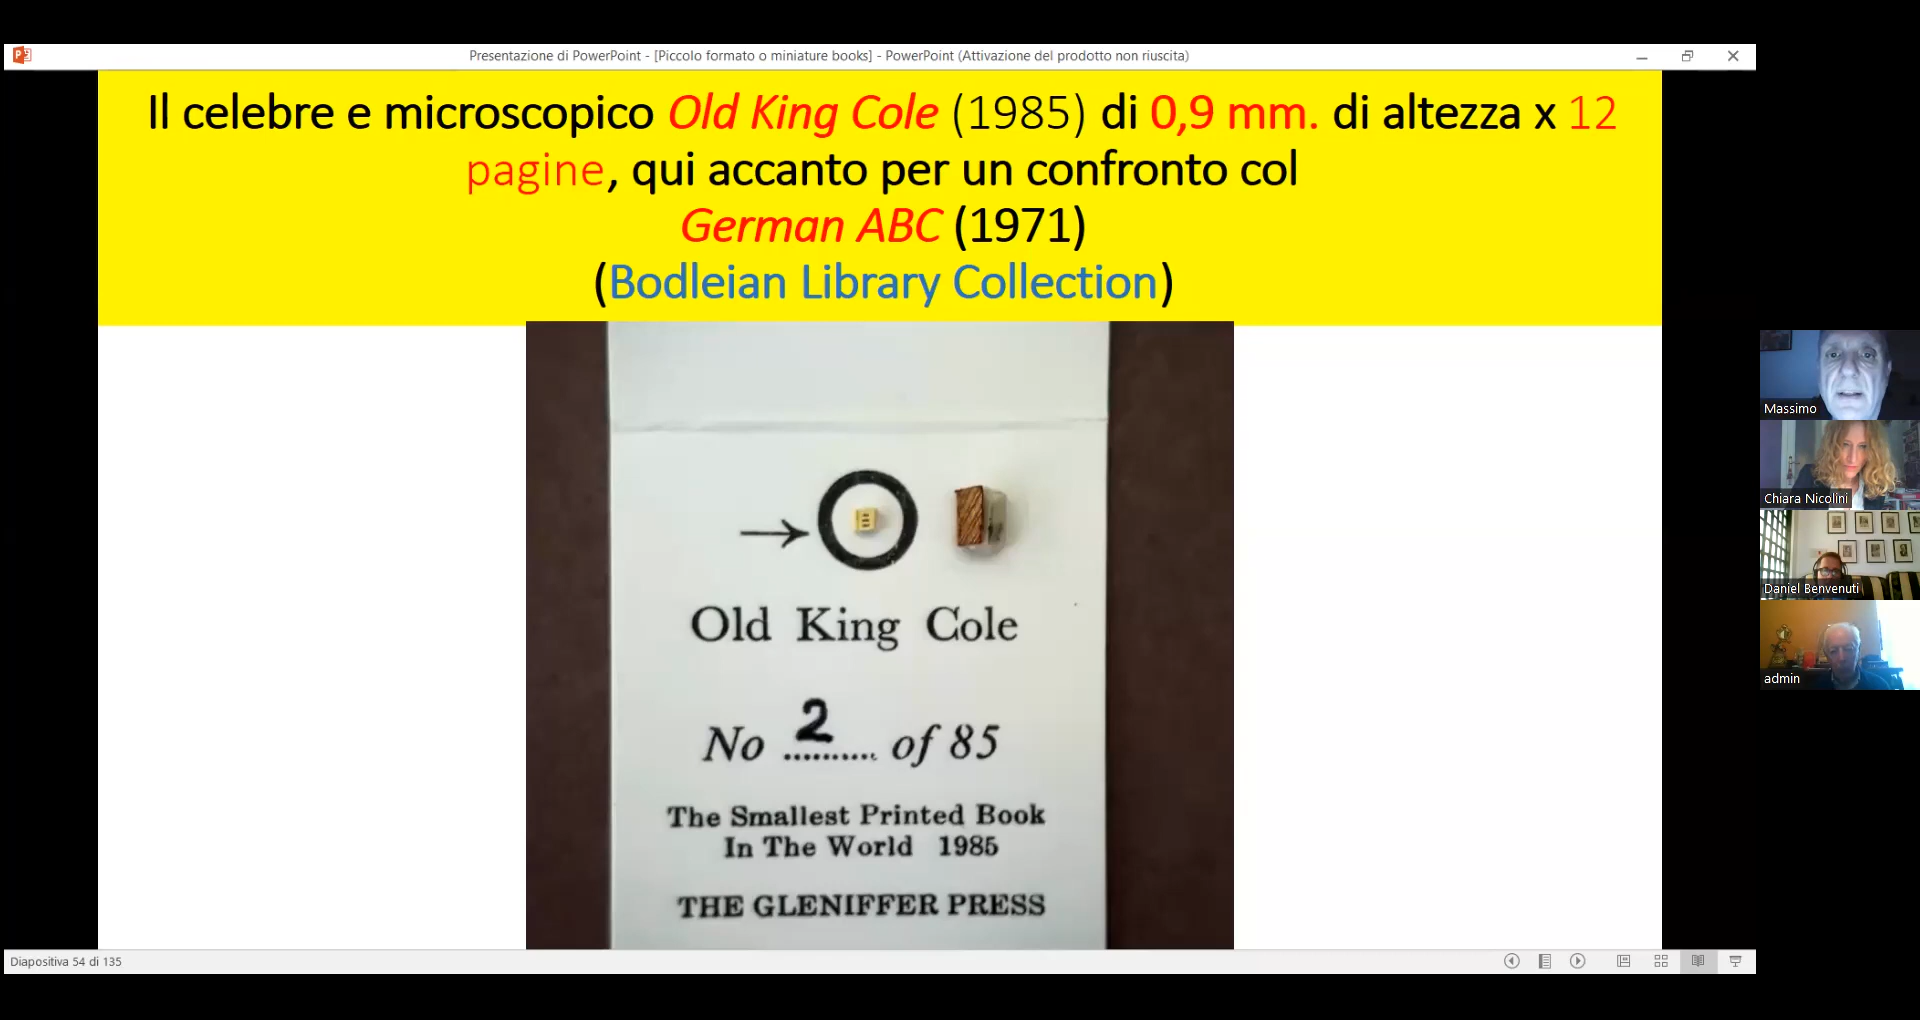 Presentazione di PowerPoint - [Piccolo formato o miniature books] - PowerPoint (Attivazione del prodotto non riuscita)
Il celebre e microscopico Old King Cole (1985) di 0,9 mm. di altezza x 12
pagine, qui accanto per un confronto col
German ABC (1971)
(Bodleian Library Collection)
Old King Cole
No 2 of 85
The Smallest Printed Book
In The World 1985
THE GLENIFFER PRESS
Massimo
Chiara Nicolini
Daniel Benvenuti
admin
Diapositiva 54 di 135